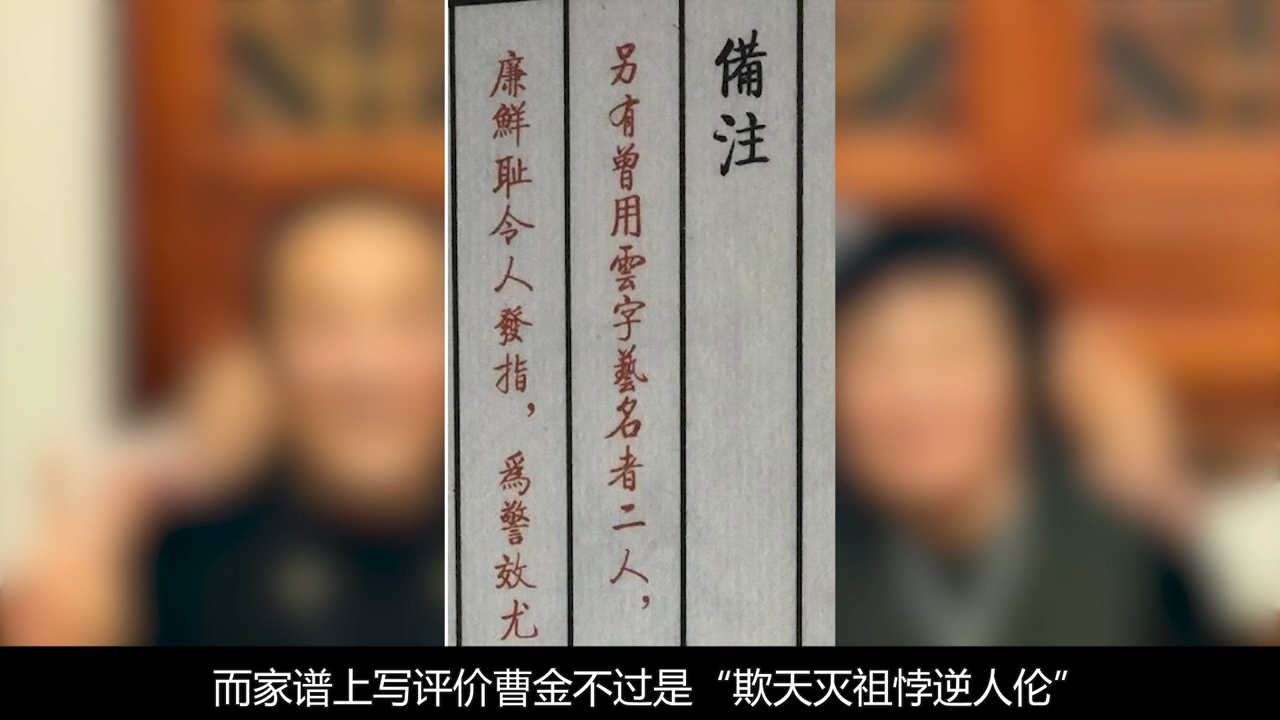 備注
另有曾用雲字藝名者二人，
廉鮮耻令人發指，為警效尤
而家谱上写评价曹金不过是“欺天灭祖悖逆人伦”